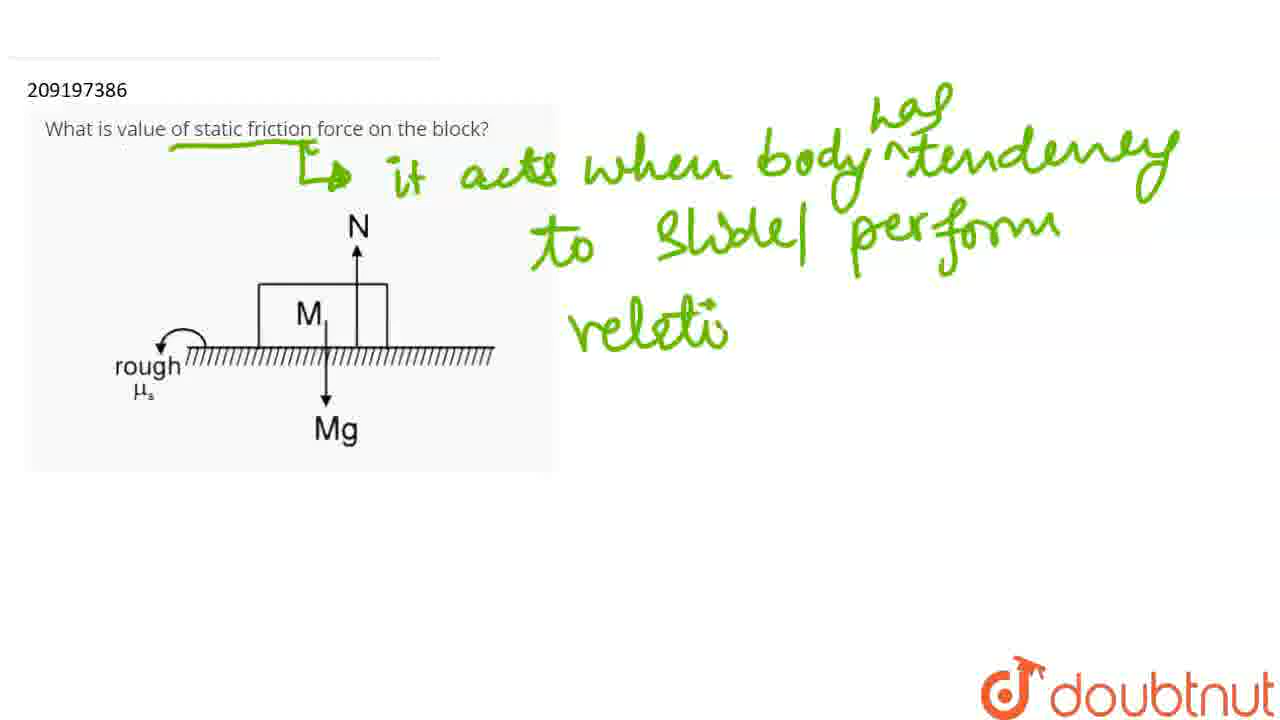 209197386
What is value of static friction force on the block?
it acts when body ^ has tendency
to slide/ perform
releti
N
M
rough
μs
Mg
doubtnut